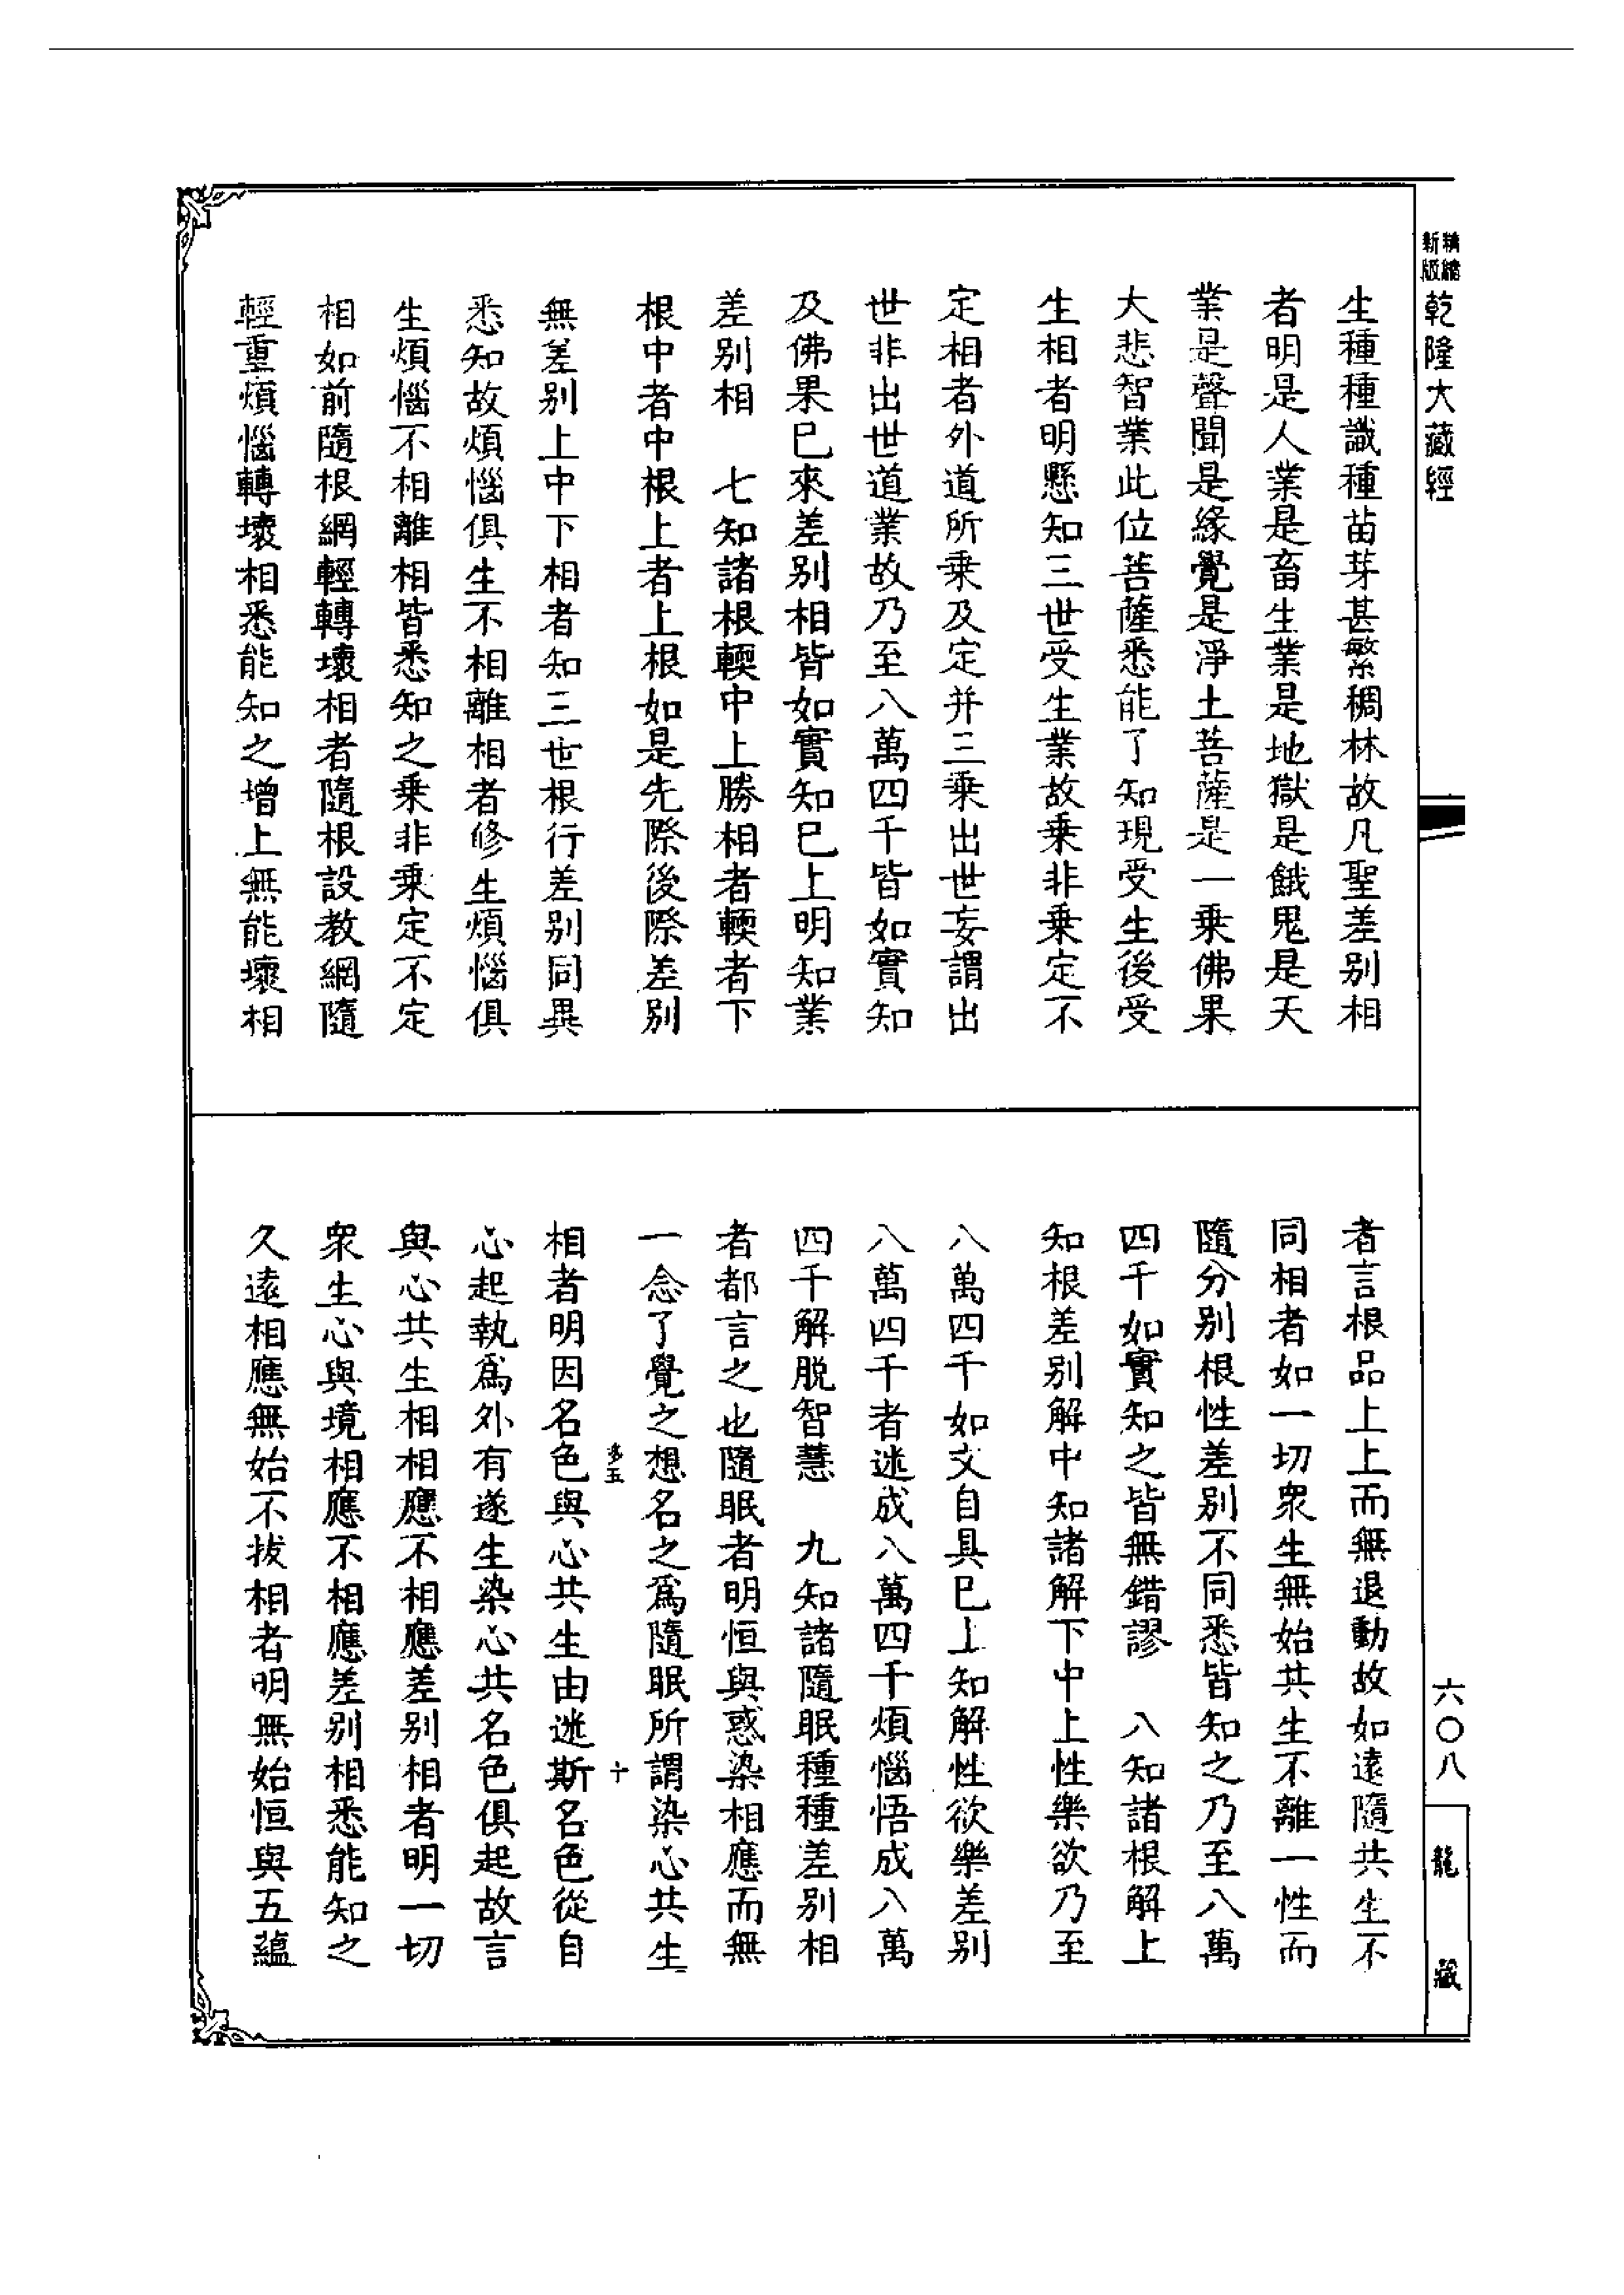 新版精縮乾隆大藏經
生種種識種苗芽甚繁稠林故凡聖差别相
者明是人業是畜生業是地獄是餓鬼是天
業是聲聞是緣覺是淨土菩薩是一乘佛果
大悲智業此位菩薩悉能了知現受生後受
生相者明懸知三世受生業故乘非乘定不
定相者外道所乘及定并三乘出世妄謂出
世非出世道業故乃至八萬四千皆如實知
及佛果巳來差别相皆如實知巳上明知業
差别相　七知諸根輭中上勝相者輭者下
根中者中根上者上根如是先際後際差别
無差别上中下相者知三世根行差别同異
悉知故煩惱俱生不相離相者修生煩惱俱
生煩惱不相離相皆悉知之乘非乘定不定
相如前隨根網輕轉壞相者隨根設教網隨
輕重煩惱轉壞相悉能知之增上無能壞相
者言根品上上而無退動故如遠隨共生不
同相者如一切衆生無始共生不離一性而
隨分别根性差别不同悉皆知之乃至八萬
四千如實知之皆無錯謬　八知諸根解上
知根差别解中知諸解下中上性樂欲乃至
八萬四千如文自具巳上知解性欲樂差别
八萬四千者迷成八萬四千煩惱悟成八萬
四千解脱智慧　九知諸隨眠種種差别相
者都言之也隨眠者明恒與惑染相應而無
一念了覺之想名之爲隨眠所謂染心共生
多五　十
相者明因名色與心共生由迷斯名色從自
心起執爲外有遂生染心共名色俱起故言
與心共生相相應不相應差别相者明一切
衆生心與境相應不相應差别相悉能知之
久遠相應無始不拔相者明無始恒與五蘊
六〇八
龍藏